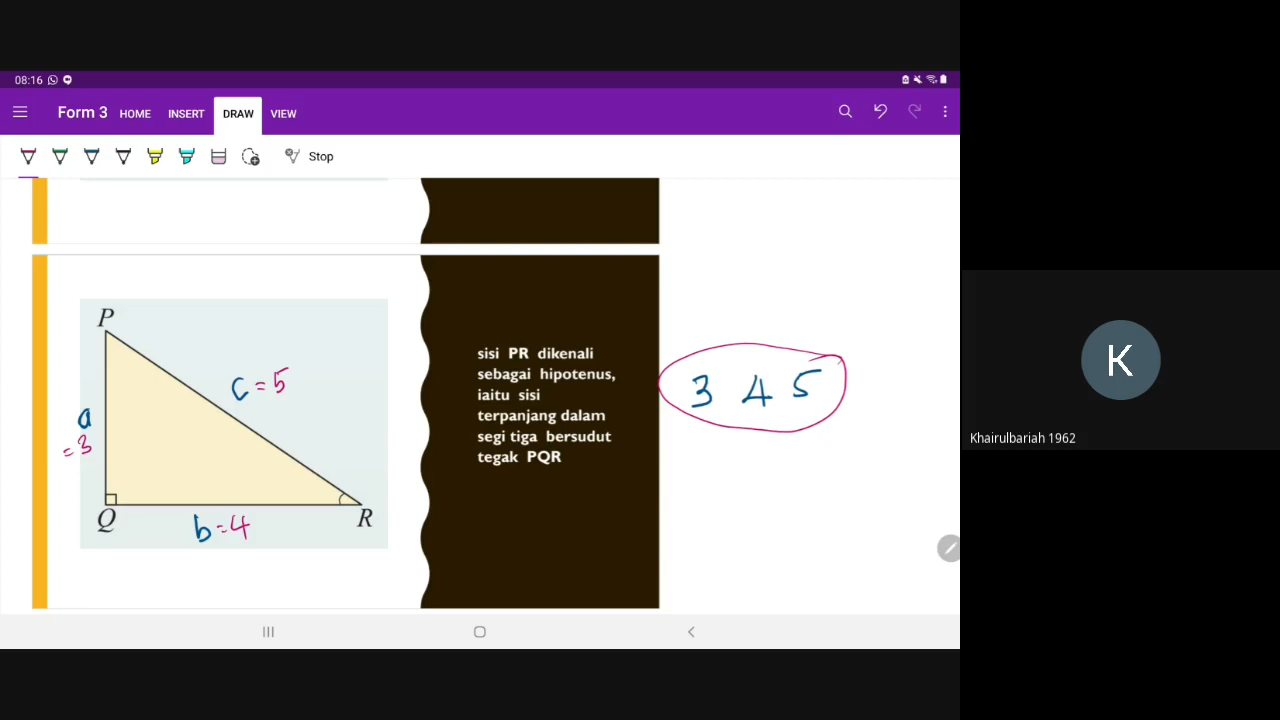 08:16
Form 3 HOME INSERT DRAW VIEW
Stop
P
c = 5
a
= 3
Q
b = 4
R
sisi PR dikenali
sebagai hipotenus,
iaitu sisi
terpanjang dalam
segi tiga bersudut
tegak PQR
3 4 5
K
Khairulbariah 1962